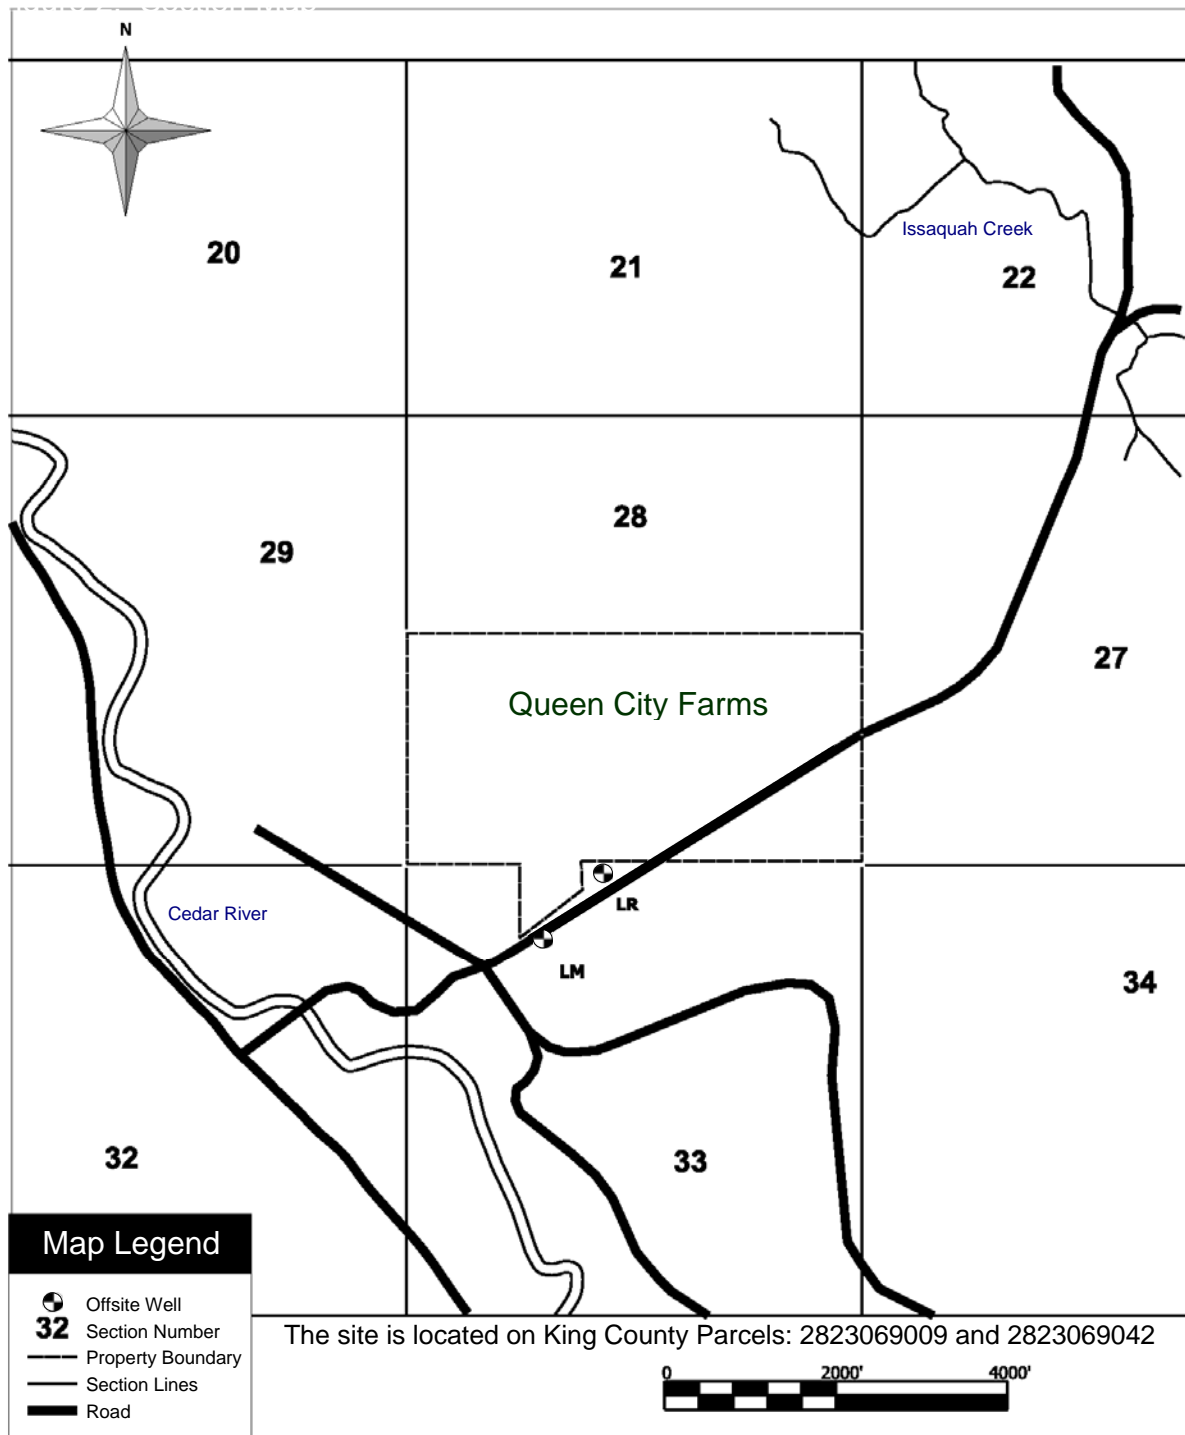 N
20
21
Issaquah Creek
22
28
29
27
Queen City Farms
LR
Cedar River
LM
34
32
33
Map Legend
Offsite Well
32 Section Number
Property Boundary
Section Lines
Road
The site is located on King County Parcels: 2823069009 and 2823069042
0 2000' 4000'